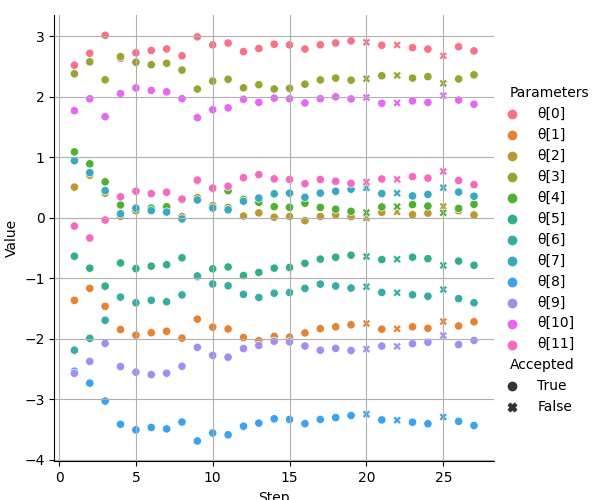 3
2
1
0
−1
−2
−3
−4
Value
0
5
10
15
20
25
Step
Parameters
θ[0]
θ[1]
θ[2]
θ[3]
θ[4]
θ[5]
θ[6]
θ[7]
θ[8]
θ[9]
θ[10]
θ[11]
Accepted
True
False